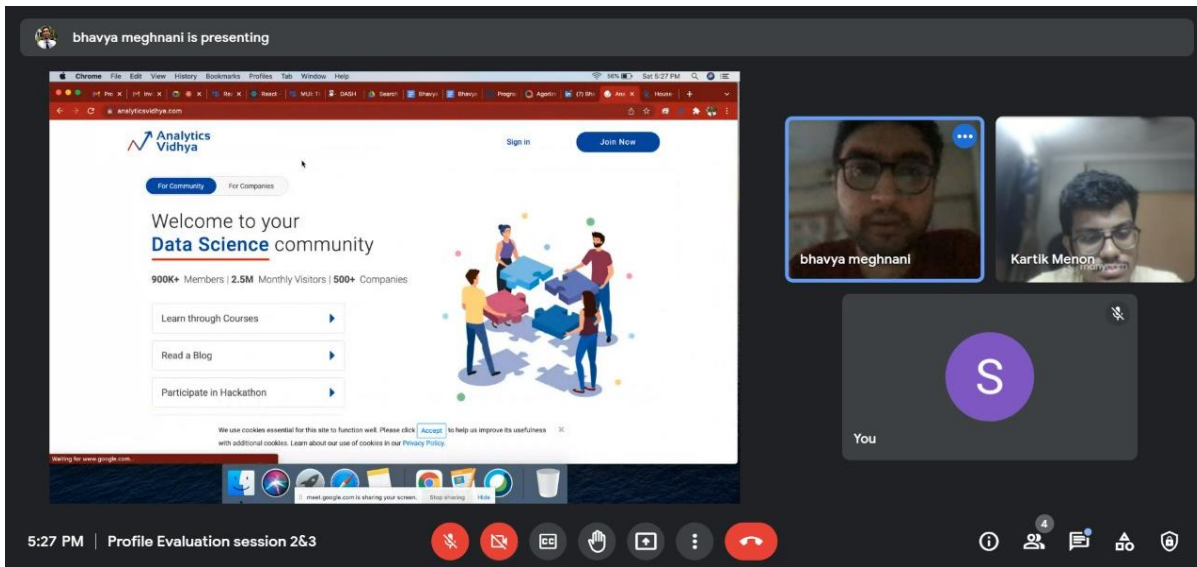 bhavya meghnani is presenting
Chrome File Edit View History Bookmarks Profiles Tab Window Help
56% Sat 5:27 PM
analyticsvidhya.com
Analytics
Vidhya
Sign in
Join Now
For Community
For Companies
Welcome to your
Data Science community
900K+ Members | 2.5M Monthly Visitors | 500+ Companies
Learn through Courses
Read a Blog
Participate in Hackathon
We use cookies essential for this site to function well. Please click Accept to help us improve its usefulness
with additional cookies. Learn about our use of cookies in our Privacy Policy.
Waiting for www.google.com...
meet.google.com is sharing your screen. Stop sharing Hide
bhavya meghnani
Kartik Menon
S
You
5:27 PM | Profile Evaluation session 2&3
CC
4